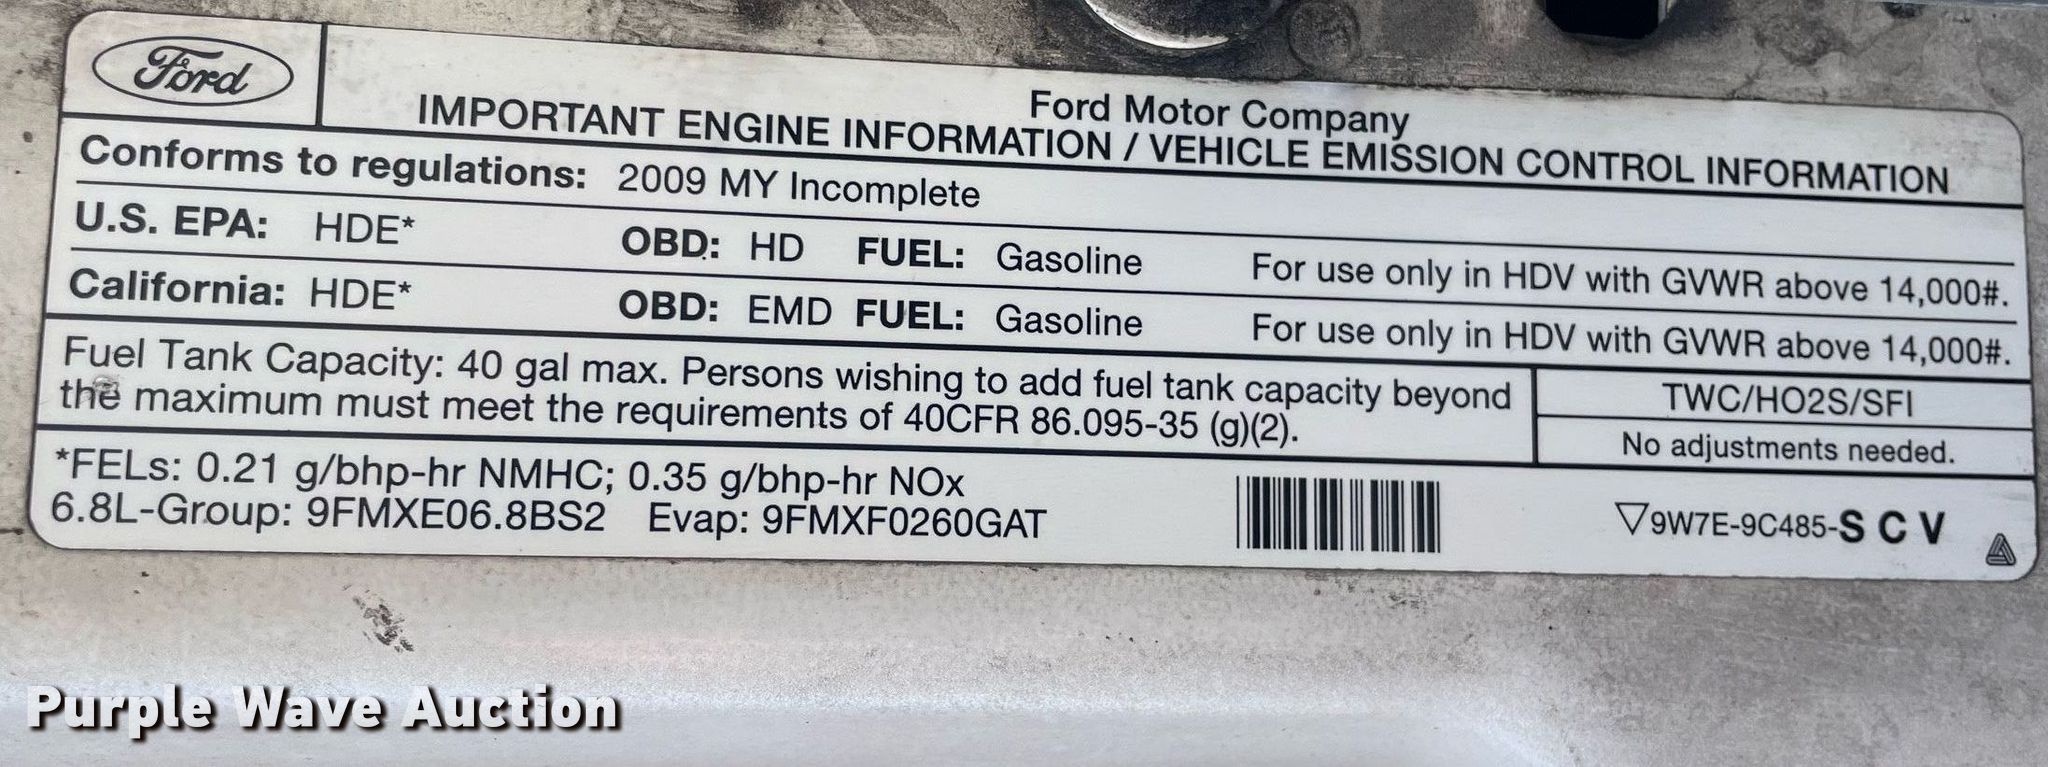 Ford
Ford Motor Company
IMPORTANT ENGINE INFORMATION / VEHICLE EMISSION CONTROL INFORMATION
Conforms to regulations: 2009 MY Incomplete
U.S. EPA: HDE* OBD: HD FUEL: Gasoline For use only in HDV with GVWR above 14,000#.
California: HDE* OBD: EMD FUEL: Gasoline For use only in HDV with GVWR above 14,000#.
Fuel Tank Capacity: 40 gal max. Persons wishing to add fuel tank capacity beyond
the maximum must meet the requirements of 40CFR 86.095-35 (g)(2).
TWC/HO2S/SFI
No adjustments needed.
*FELs: 0.21 g/bhp-hr NMHC; 0.35 g/bhp-hr NOx
6.8L-Group: 9FMXE06.8BS2 Evap: 9FMXF0260GAT
▽9W7E-9C485-S C V
Purple Wave Auction